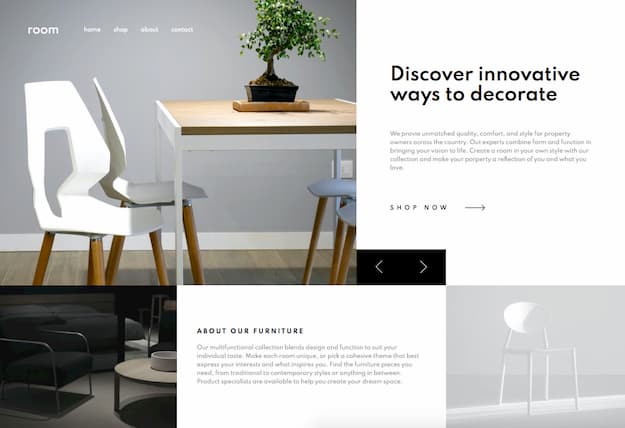 room
home shop about contact
Discover innovative
ways to decorate
We provie unmatched quality, comfort, and style for property
owners across the country. Our experts combine form and function in
bringing your vision to life. Create a room in your own style with our
collection and make your porperty a reflection of you and what you
love.
SHOP NOW
ABOUT OUR FURNITURE
Our multifunctional collection blends design and function to suit your
individual taste. Make each room unique, or pick a cohesive theme that best
express your interests and what inspires you. Find the furniture pieces you
need, from traditional to contemporary styles or anything in between.
Product specialists are available to help you create your dream space.